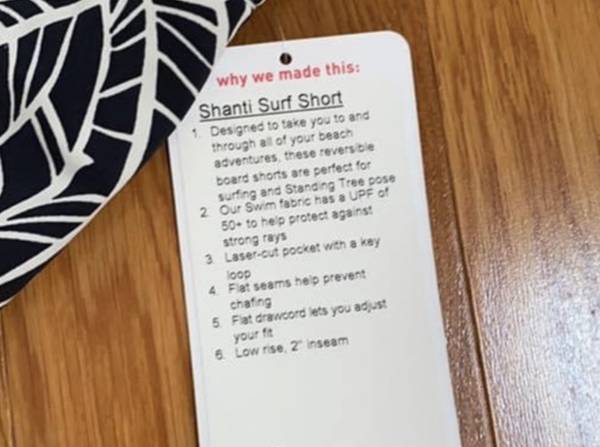 why we made this:
Shanti Surf Short
1. Designed to take you to and
through all of your beach
adventures, these reversible
board shorts are perfect for
surfing and Standing Tree pose
2. Our Swim fabric has a UPF of
50+ to help protect against
strong rays
3. Laser-cut pocket with a key
loop
4. Flat seams help prevent
chafing
5. Flat drawcord lets you adjust
your fit
6. Low rise, 2" inseam